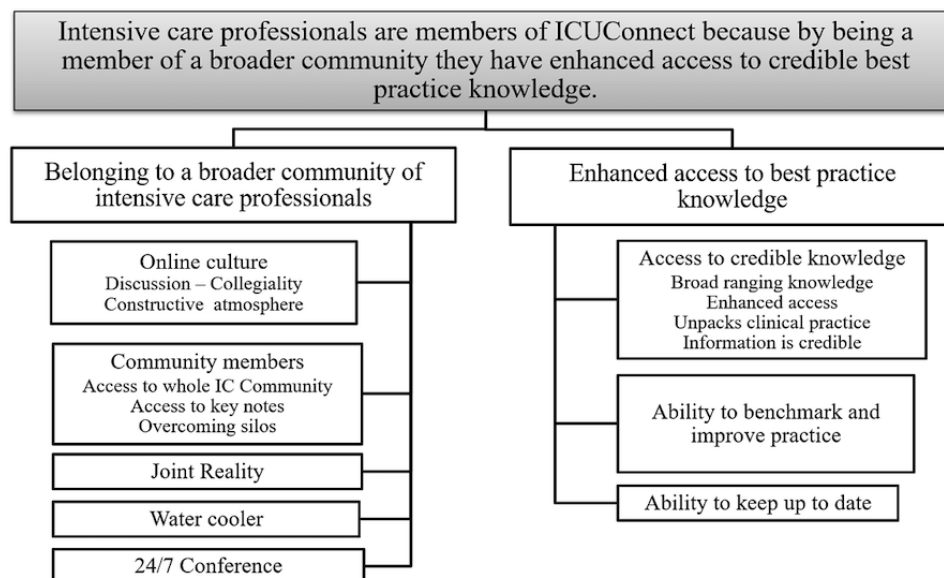 Intensive care professionals are members of ICUConnect because by being a
member of a broader community they have enhanced access to credible best
practice knowledge.
Belonging to a broader community of
intensive care professionals
Online culture
Discussion – Collegiality
Constructive atmosphere
Community members
Access to whole IC Community
Access to key notes
Overcoming silos
Joint Reality
Water cooler
24/7 Conference
Enhanced access to best practice
knowledge
Access to credible knowledge
Broad ranging knowledge
Enhanced access
Unpacks clinical practice
Information is credible
Ability to benchmark and
improve practice
Ability to keep up to date